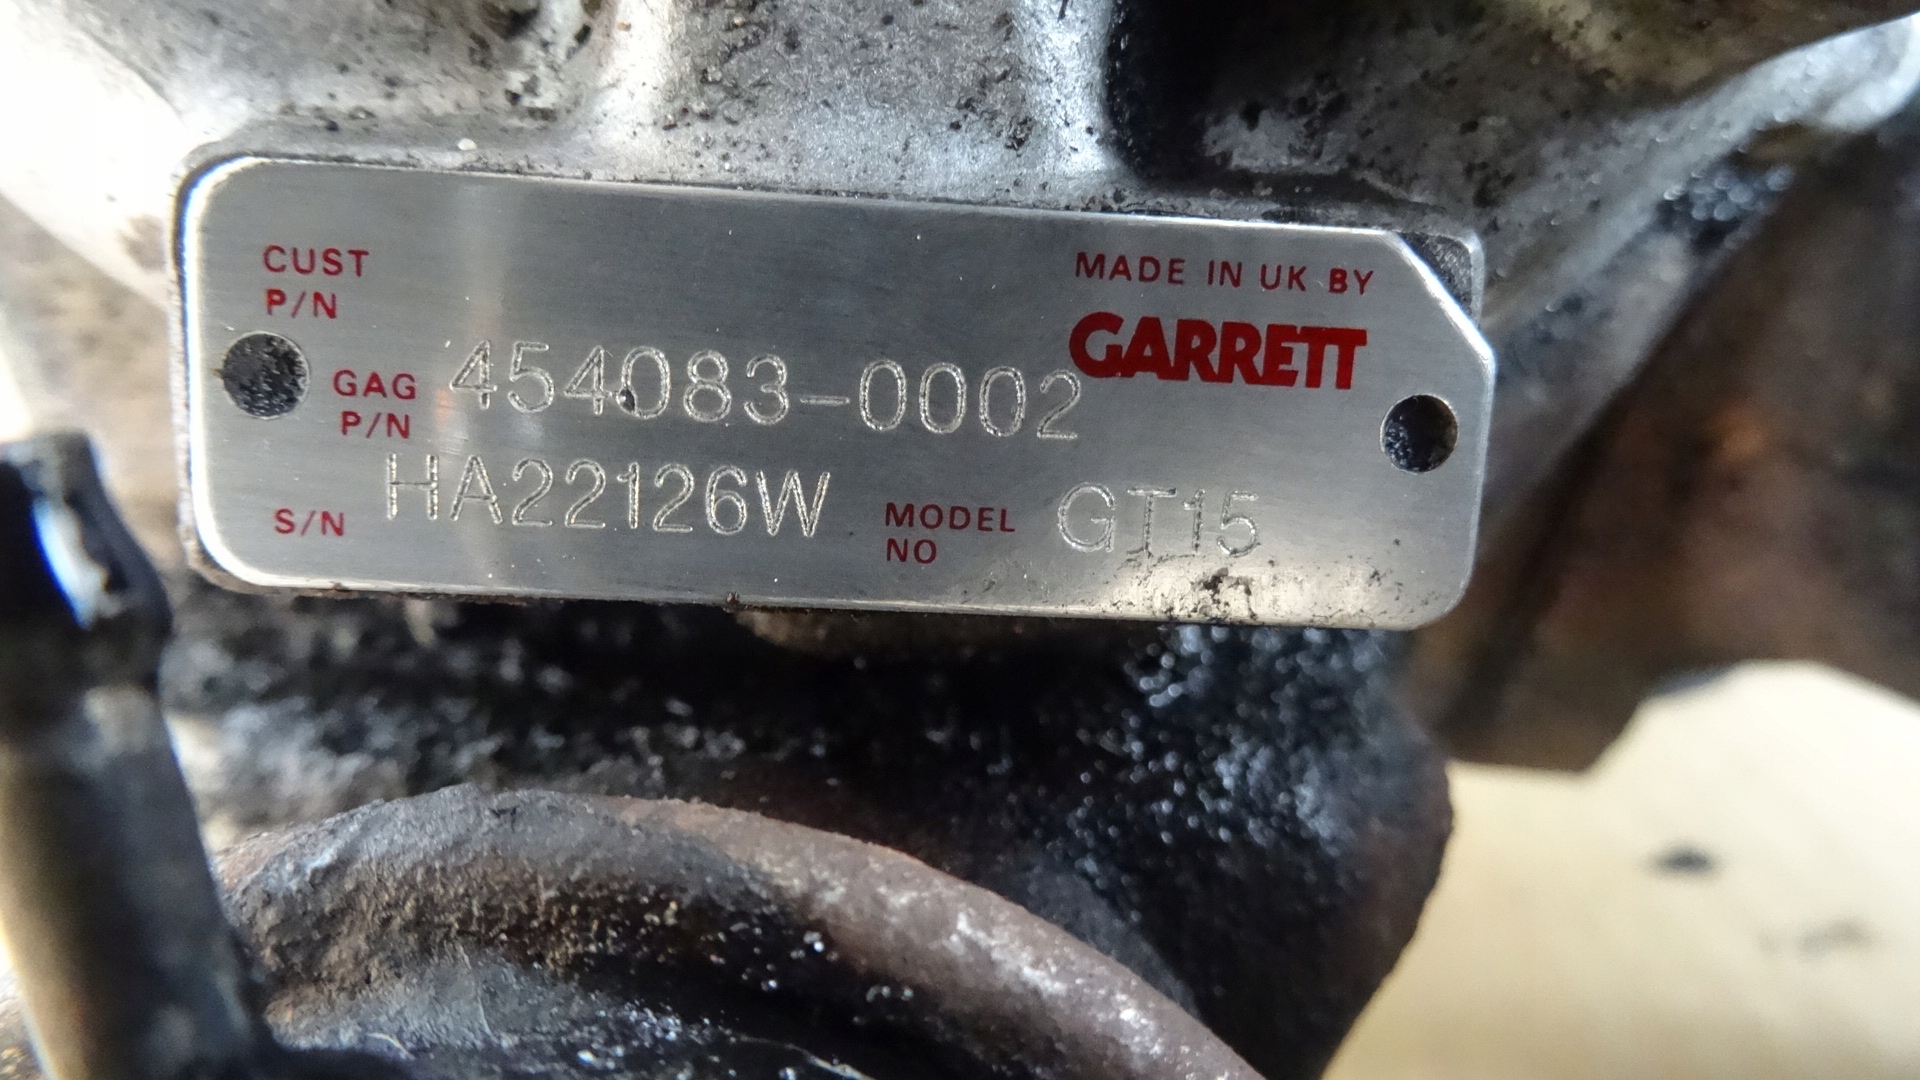 CUST
P/N
MADE IN UK BY
GARRETT
GAG
P/N 454083-0002
S/N HA22126W
MODEL
NO GT15